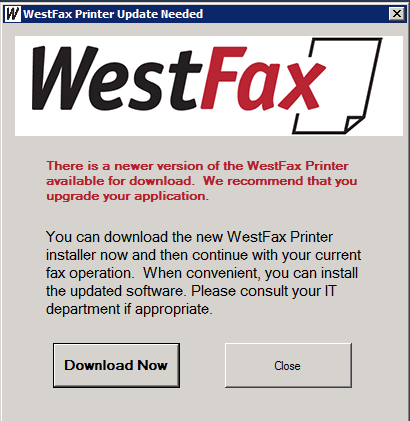 WestFax Printer Update Needed
WestFax
There is a newer version of the WestFax Printer
available for download.  We recommend that you
upgrade your application.
You can download the new WestFax Printer
installer now and then continue with your current
fax operation.  When convenient, you can install
the updated software. Please consult your IT
department if appropriate.
Download Now
Close